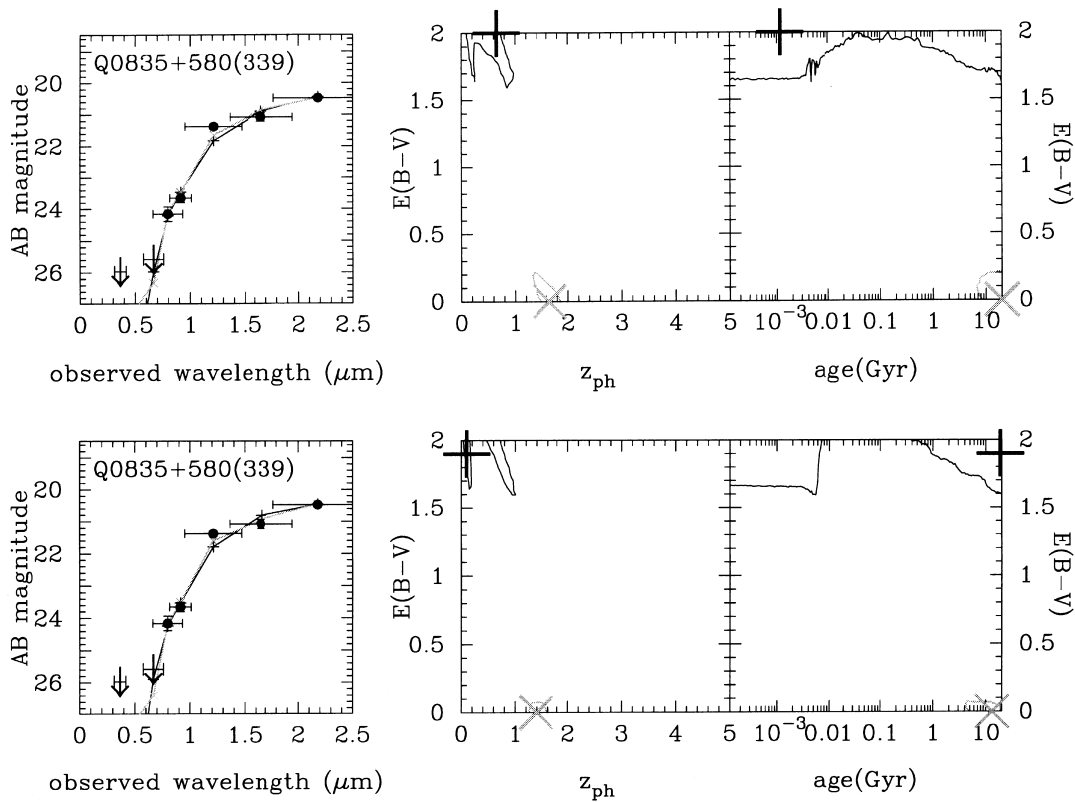 Q0835+580(339)
AB magnitude
20
22
24
26
0 0.5 1 1.5 2 2.5
observed wavelength (μm)
E(B−V)
2
1.5
1
0.5
0
0 1 2 3 4 5
z_ph
10⁻³ 0.01 0.1 1 10
age(Gyr)
2
1.5
1
0.5
0
E(B−V)
Q0835+580(339)
AB magnitude
20
22
24
26
0 0.5 1 1.5 2 2.5
observed wavelength (μm)
E(B−V)
2
1.5
1
0.5
0
0 1 2 3 4 5
z_ph
10⁻³ 0.01 0.1 1 10
age(Gyr)
2
1.5
1
0.5
0
E(B−V)